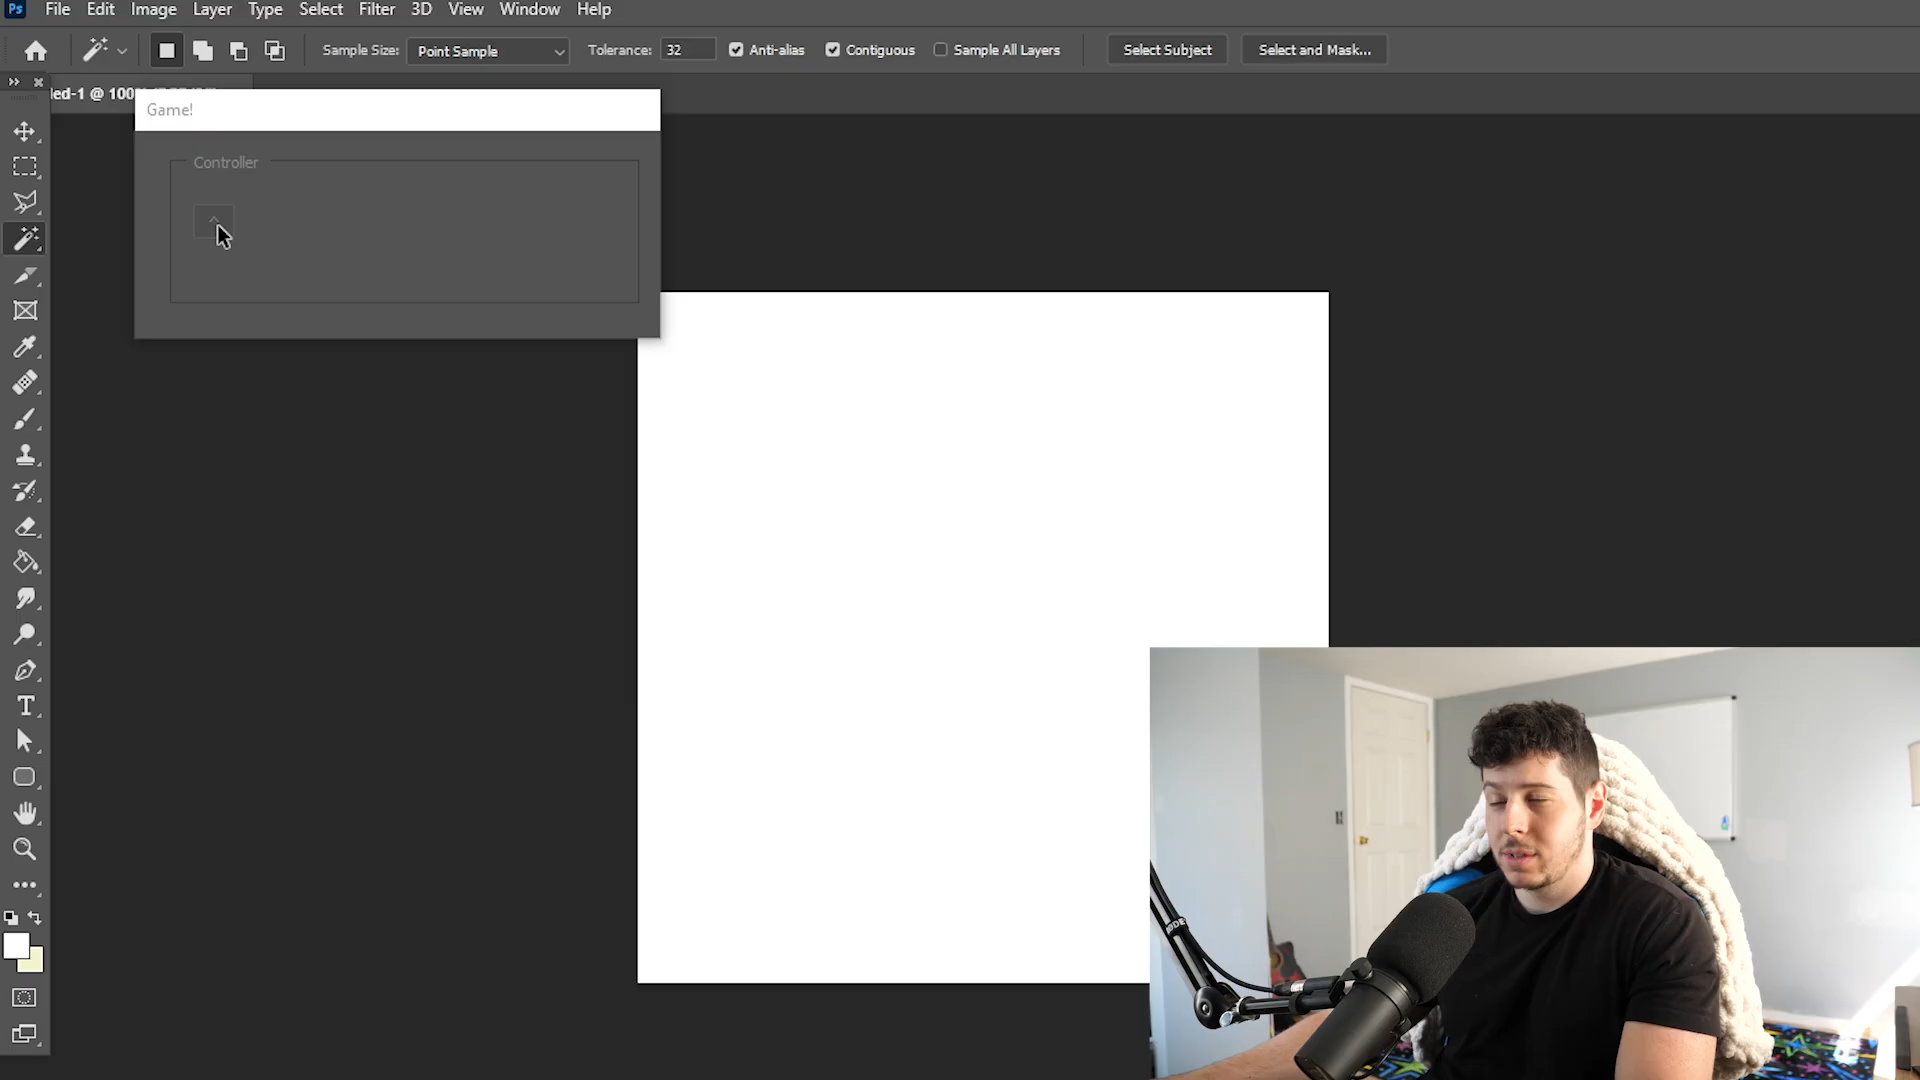 Ps File Edit Image Layer Type Select Filter 3D View Window Help
Sample Size: Point Sample Tolerance: 32 Anti-alias Contiguous Sample All Layers Select Subject Select and Mask...
led-1 @ 100
Game!
Controller